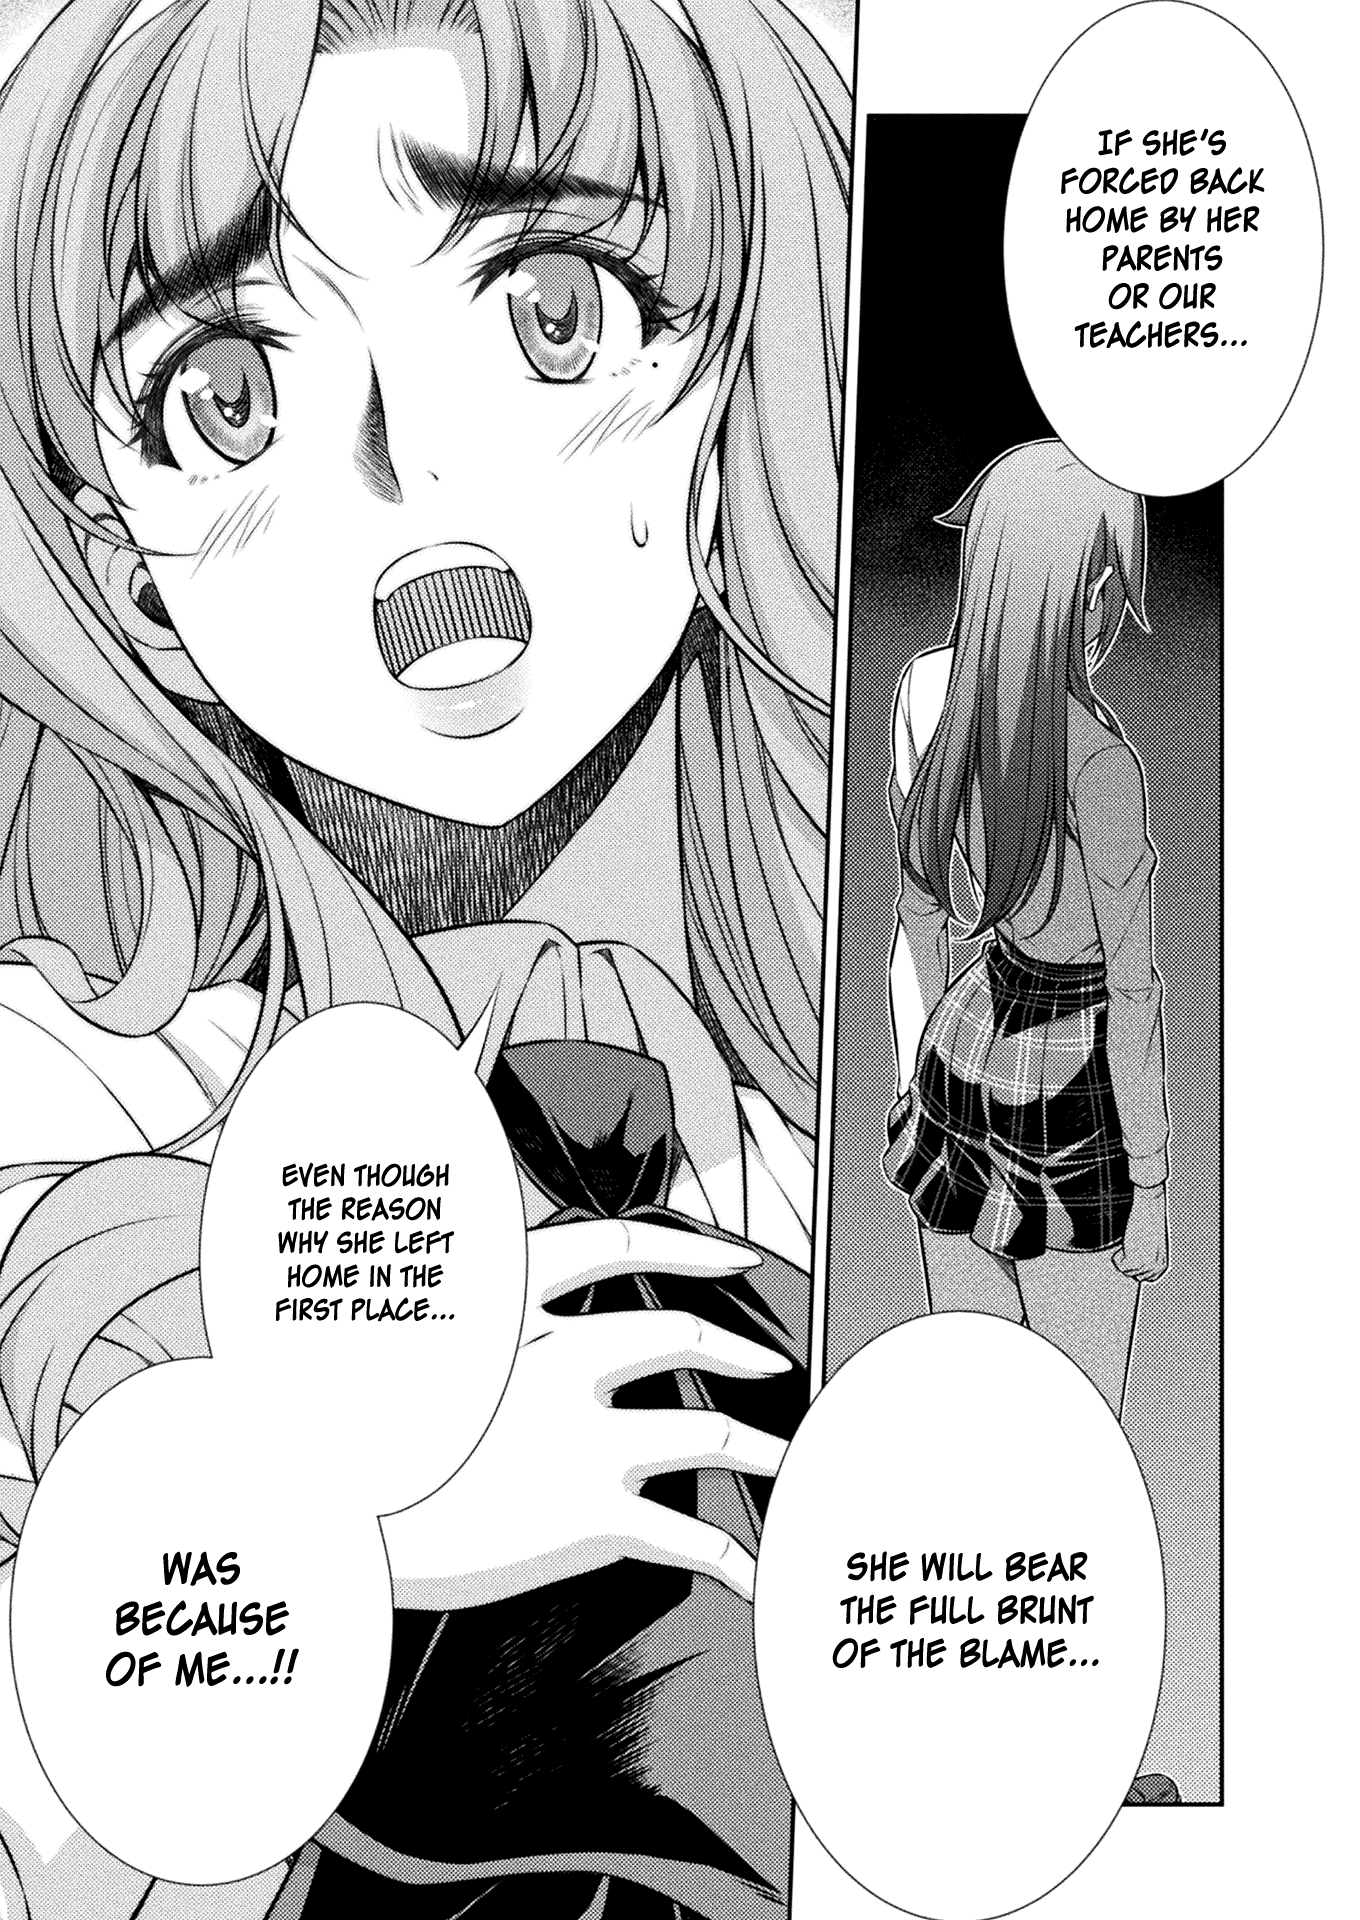 IF SHE'S
FORCED BACK
HOME BY HER
PARENTS
OR OUR
TEACHERS...
SHE WILL BEAR
THE FULL BRUNT
OF THE BLAME...
EVEN THOUGH
THE REASON
WHY SHE LEFT
HOME IN THE
FIRST PLACE...
WAS
BECAUSE
OF ME...!!